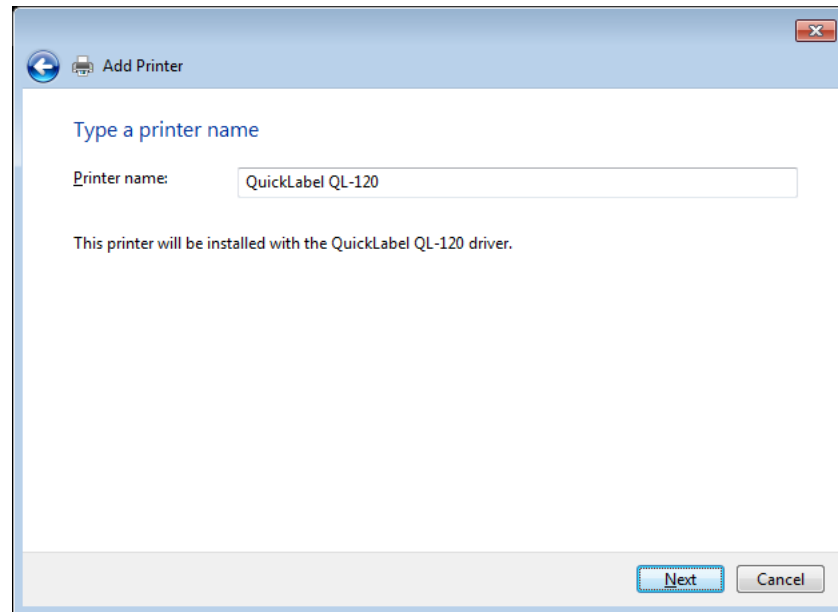 Add Printer
Type a printer name
Printer name: QuickLabel QL-120
This printer will be installed with the QuickLabel QL-120 driver.
Next Cancel